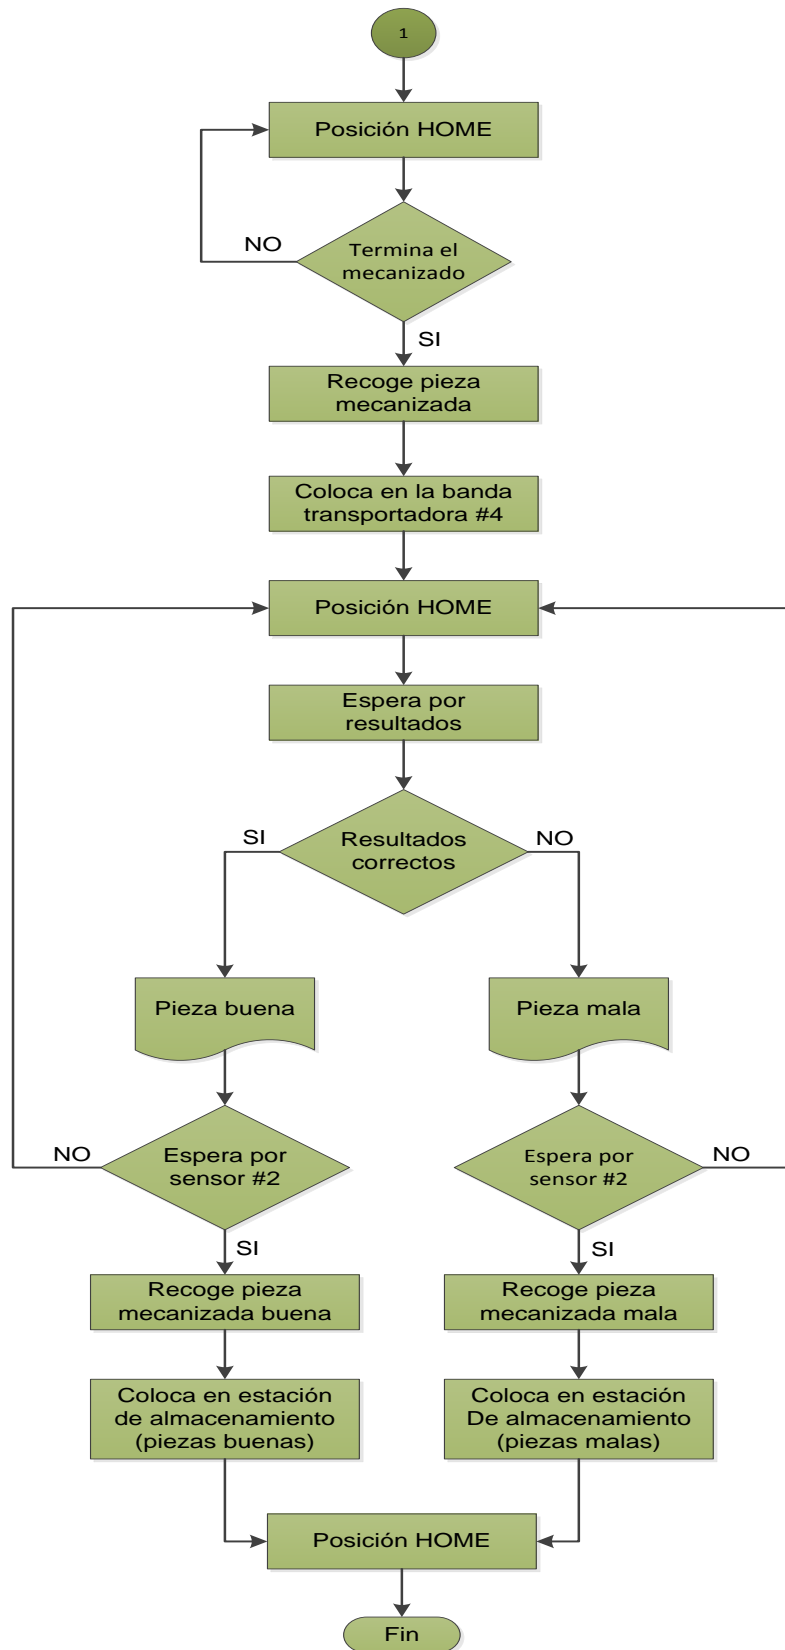 1
Posición HOME
NO
Termina el
mecanizado
SI
Recoge pieza
mecanizada
Coloca en la banda
transportadora #4
Posición HOME
Espera por
resultados
SI
Resultados
correctos
NO
Pieza buena
Pieza mala
NO
Espera por
sensor #2
Espera por
sensor #2
NO
SI
SI
Recoge pieza
mecanizada buena
Recoge pieza
mecanizada mala
Coloca en estación
de almacenamiento
(piezas buenas)
Coloca en estación
De almacenamiento
(piezas malas)
Posición HOME
Fin